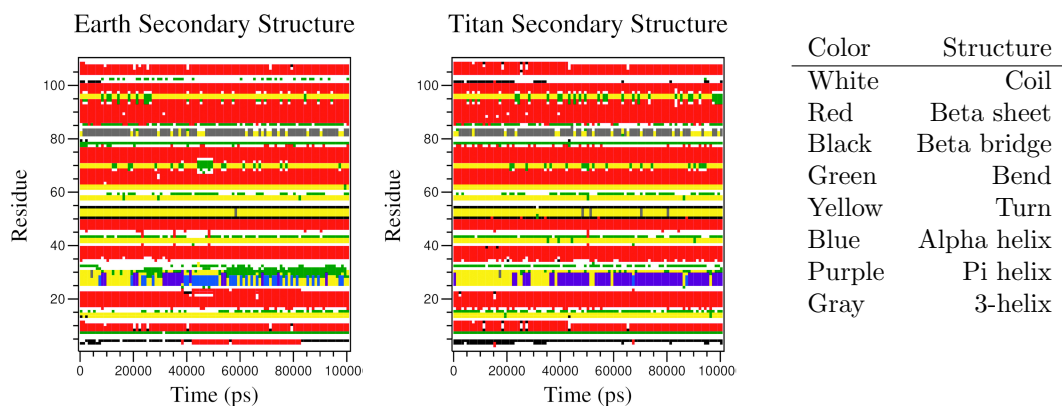 Earth Secondary Structure
Residue
100
80
60
40
20
0 20000 40000 60000 80000 10000
Time (ps)
Titan Secondary Structure
Residue
100
80
60
40
20
0 20000 40000 60000 80000 10000
Time (ps)
Color Structure
White Coil
Red Beta sheet
Black Beta bridge
Green Bend
Yellow Turn
Blue Alpha helix
Purple Pi helix
Gray 3-helix